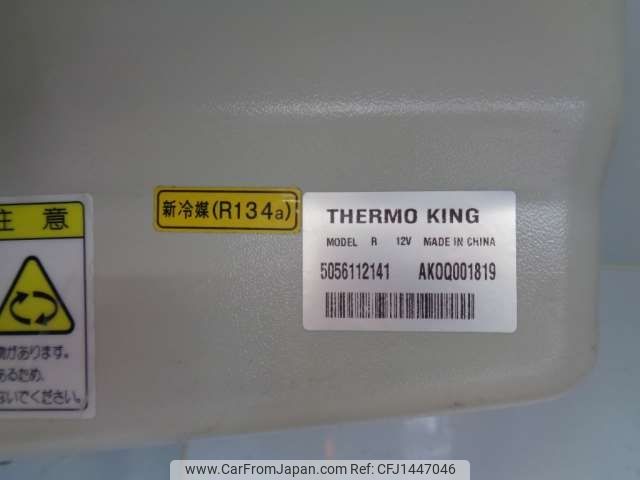 注意
物があります。
あるため、
ないでください。
新冷媒(R134a)
THERMO KING
MODEL R 12V MADE IN CHINA
5056112141 AK0Q001819
www.CarFromJapan.com | CFJ1447046